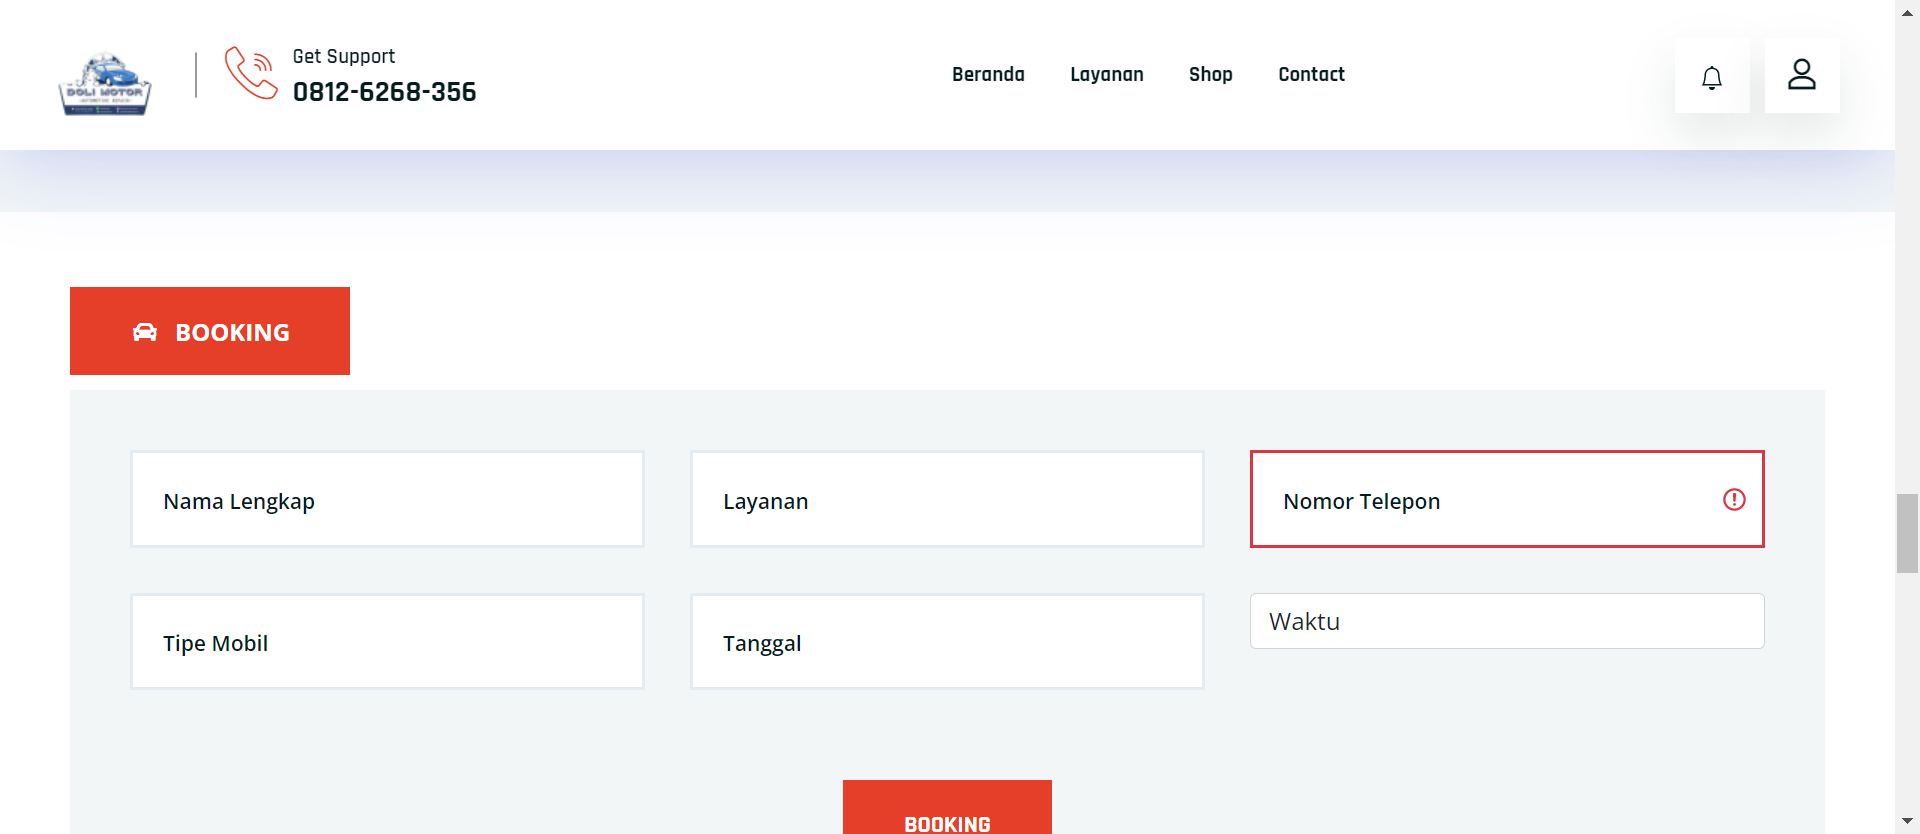 DOLI MOTOR
Get Support
0812-6268-356
Beranda
Layanan
Shop
Contact
BOOKING
Nama Lengkap
Layanan
Nomor Telepon
Tipe Mobil
Tanggal
Waktu
BOOKING